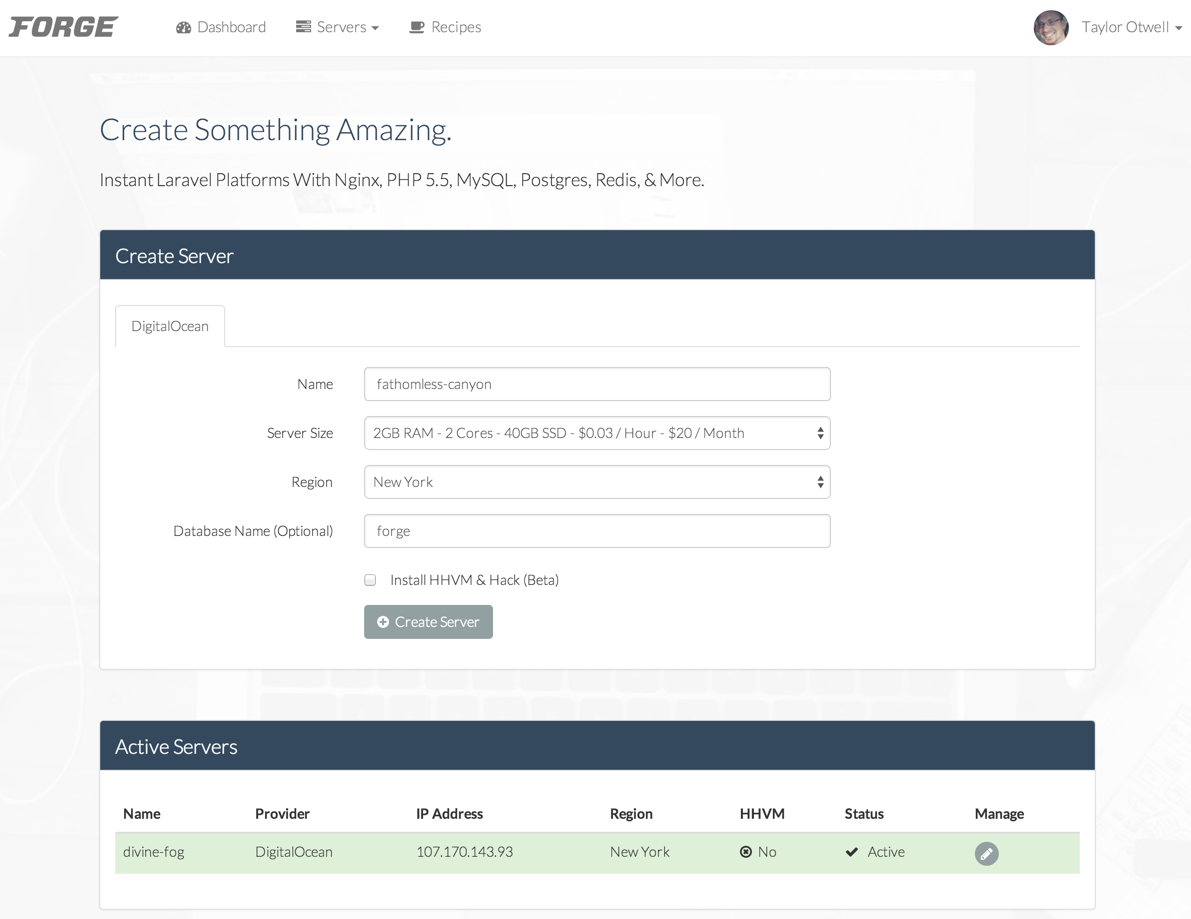 FORGE
Dashboard
Servers
Recipes
Taylor Otwell
Create Something Amazing.
Instant Laravel Platforms With Nginx, PHP 5.5, MySQL, Postgres, Redis, & More.
Create Server
DigitalOcean
Name
fathomless-canyon
Server Size
2GB RAM - 2 Cores - 40GB SSD - $0.03 / Hour - $20 / Month
Region
New York
Database Name (Optional)
forge
Install HHVM & Hack (Beta)
Create Server
Active Servers
Name Provider IP Address Region HHVM Status Manage
divine-fog DigitalOcean 107.170.143.93 New York No Active